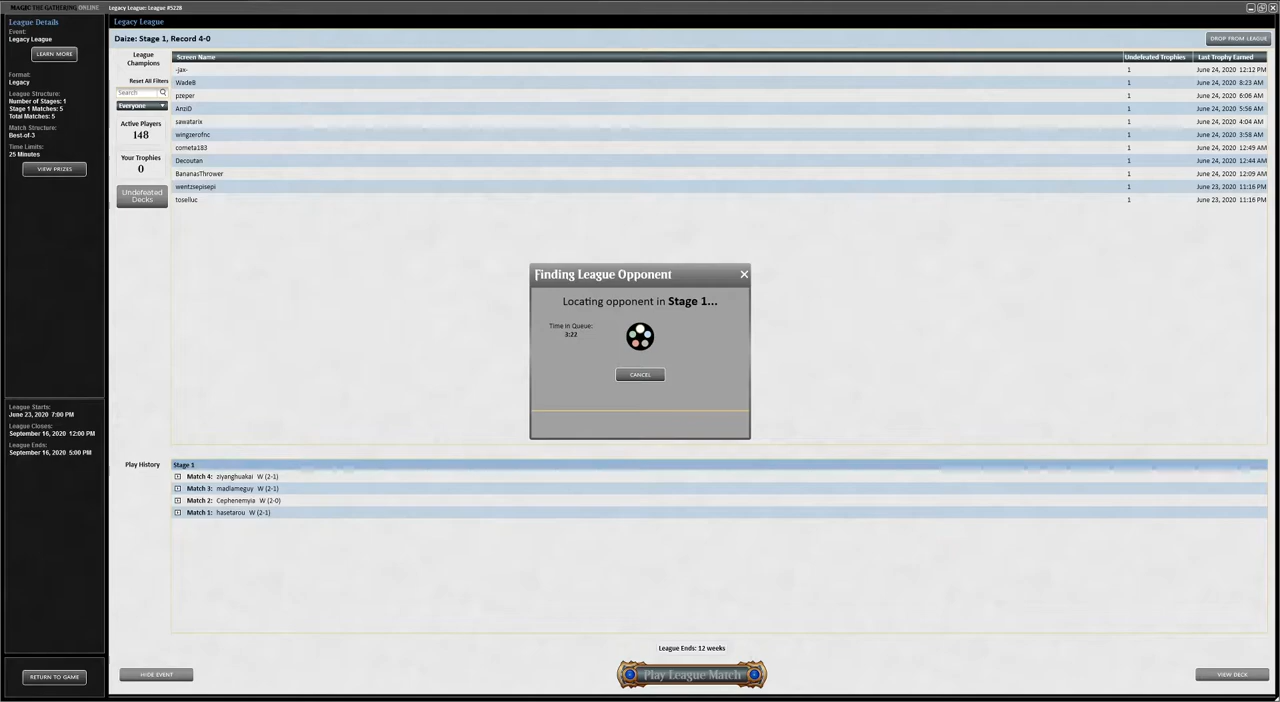 MAGIC THE GATHERING ONLINE
Legacy League: League #5228
League Details
Event:
Legacy League
LEARN MORE
Format:
Legacy
League Structure:
Number of Stages: 1
Stage 1 Matches: 5
Total Matches: 5
Match Structure:
Best-of-3
Time Limits:
25 Minutes
VIEW PRIZES
League Starts:
June 23, 2020 7:00 PM
League Closes:
September 16, 2020 12:00 PM
League Ends:
September 16, 2020 5:00 PM
RETURN TO GAME
Legacy League
Daize: Stage 1, Record 4-0
DROP FROM LEAGUE
League
Champions
Reset All Filters
Search
Everyone
Active Players
148
Your Trophies
0
Undefeated
Decks
Screen Name Undefeated Trophies Last Trophy Earned
-jax- 1 June 24, 2020 12:12 PM
WadeB 1 June 24, 2020 8:23 AM
pzeper 1 June 24, 2020 6:06 AM
AnziD 1 June 24, 2020 5:56 AM
sawatarix 1 June 24, 2020 4:04 AM
wingzerofnc 1 June 24, 2020 3:58 AM
cometa183 1 June 24, 2020 12:49 AM
Decoutan 1 June 24, 2020 12:44 AM
BananasThrower 1 June 24, 2020 12:09 AM
wentzsepisepi 1 June 23, 2020 11:16 PM
toselluc 1 June 23, 2020 11:16 PM
Finding League Opponent
Locating opponent in Stage 1...
Time in Queue:
3:22
CANCEL
Play History
Stage 1
Match 4: ziyanghuakai W (2-1)
Match 3: madlameguy W (2-1)
Match 2: Cephenemyia W (2-0)
Match 1: hasetarou W (2-1)
League Ends: 12 weeks
HIDE EVENT
Play League Match
VIEW DECK